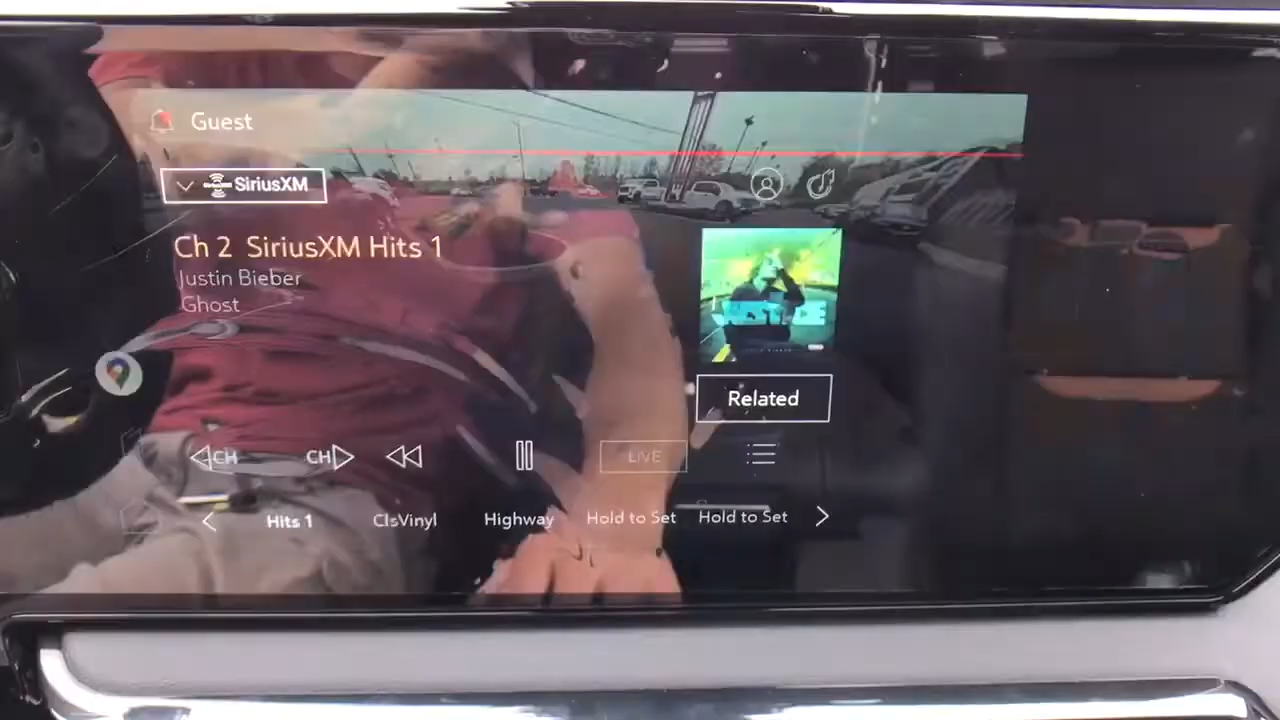 Guest
SiriusXM
Ch 2 SiriusXM Hits 1
Justin Bieber
Ghost
JUSTICE
Related
CH
CH
LIVE
Hits 1
ClsVinyl
Highway
Hold to Set
Hold to Set